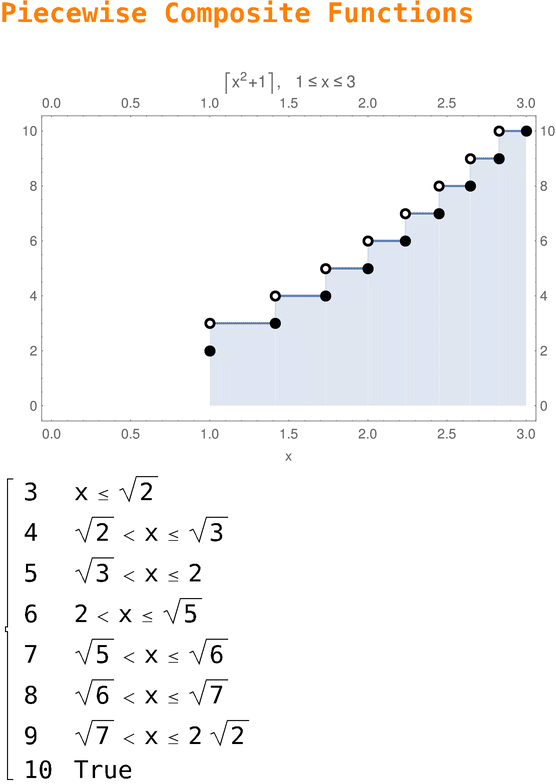 Piecewise Composite Functions
⌈x²+1⌉, 1 ≤ x ≤ 3
0.0 0.5 1.0 1.5 2.0 2.5 3.0
10 10
8 8
6 6
4 4
2 2
0 0
0.0 0.5 1.0 1.5 2.0 2.5 3.0
x
3 x ≤ √2
4 √2 < x ≤ √3
5 √3 < x ≤ 2
6 2 < x ≤ √5
7 √5 < x ≤ √6
8 √6 < x ≤ √7
9 √7 < x ≤ 2 √2
10 True